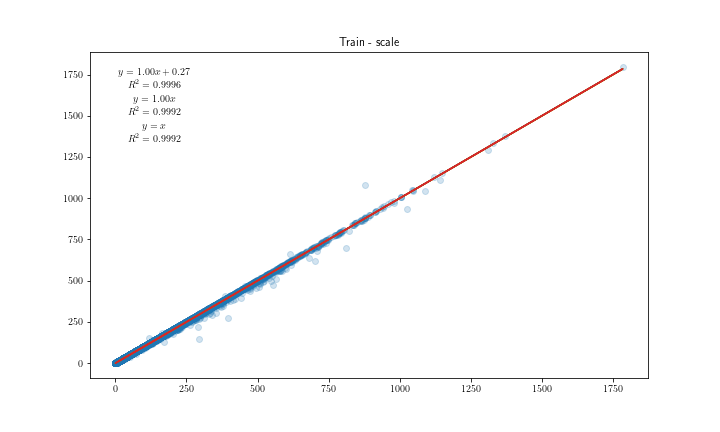 Train - scale
y = 1.00x + 0.27
R² = 0.9996
y = 1.00x
R² = 0.9992
y = x
R² = 0.9992
1750
1500
1250
1000
750
500
250
0
0 250 500 750 1000 1250 1500 1750